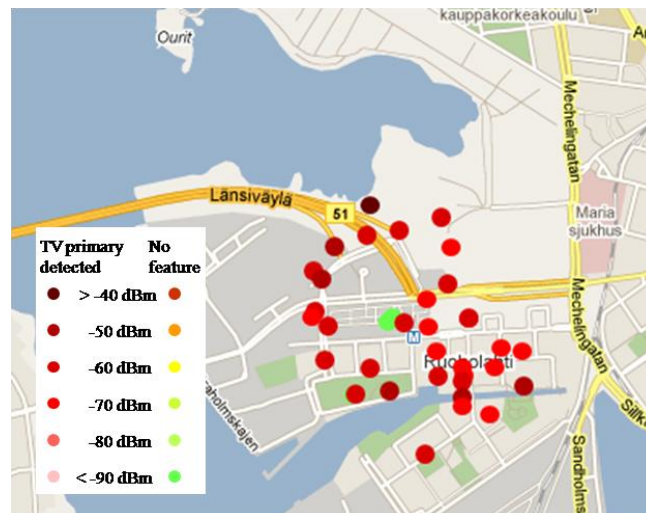 kauppakorkeakoulu
Ourit
Mechelingatan
Länsiväylä
51
Maria
sjukhus
TV primary
detected
No
feature
> -40 dBm
-50 dBm
-60 dBm
-70 dBm
-80 dBm
< -90 dBm
M
Mechelingatan
Ruoholahti
aholmskajen
Sandholms